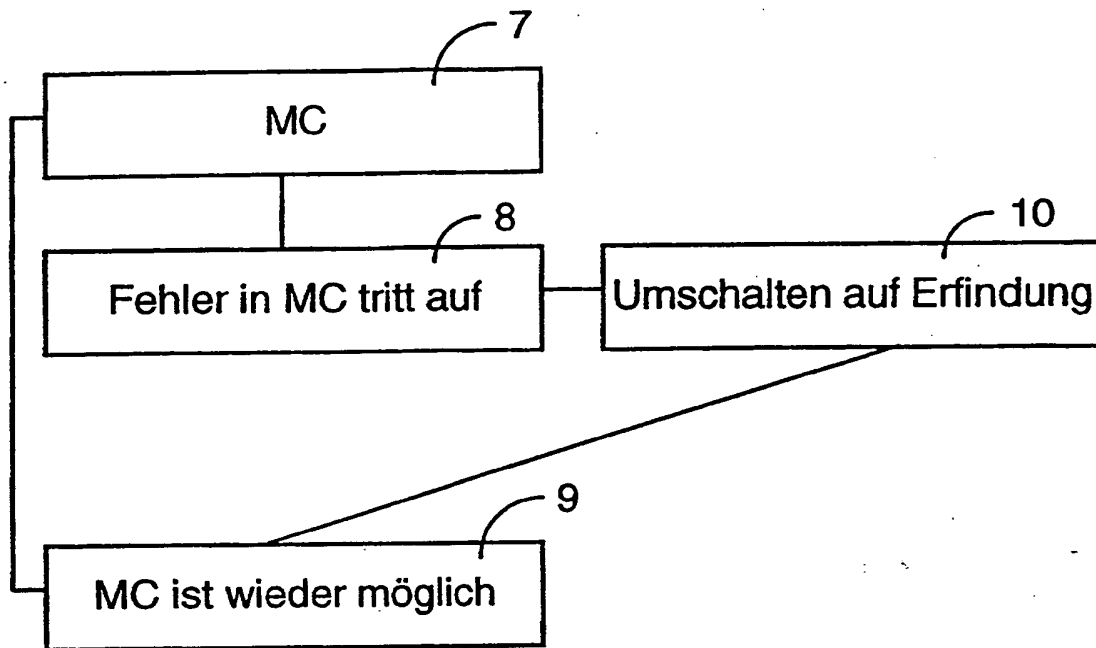 7
MC
8
Fehler in MC tritt auf
10
Umschalten auf Erfindung
9
MC ist wieder möglich